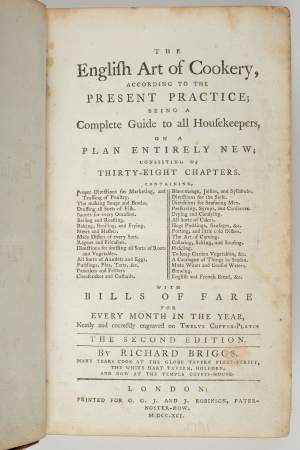 THE
Engliſh Art of Cookery,
ACCORDING TO THE
PRESENT PRACTICE;
BEING A
Complete Guide to all Houſekeepers,
ON A
PLAN ENTIRELY NEW;
CONSISTING OF
THIRTY-EIGHT CHAPTERS.
CONTAINING,
Proper Directions for Marketing, and
Truſſing of Poultry.
The making Soups and Broths.
Dreſſing all Sorts of Fiſh.
Sauces for every Occaſion.
Boiling and Roaſting.
Baking, Broiling, and Frying.
Stews and Haſhes.
Made Diſhes of every Sort.
Ragouts and Fricaſees.
Directions for dreſſing all Sorts of Roots
and Vegetables.
All Sorts of Aumlets and Eggs.
Puddings, Pies, Tarts, &c.
Pancakes and Fritters
Cheeſecakes and Cuſtards.
Blancmange, Jellies, and Syllabubs.
Directions for the Sick.
Directions for Seafaring Men.
Preſerving, Syrups, and Conſerves.
Drying and Candying.
All Sorts of Cakes.
Hogs Puddings, Sauſages, &c.
Potting, and little cold Diſhes.
The Art of Carving.
Collaring, Salting, and Souſing.
Pickling.
To keep Garden Vegetables, &c.
A Catalogue of Things in Seaſon.
Made Wines and Cordial Waters.
Brewing.
Engliſh and French Bread, &c.
WITH
BILLS OF FARE
FOR
EVERY MONTH IN THE YEAR,
Neatly and correctly engraved on TWELVE COPPER-PLATES
THE SECOND EDITION.
BY RICHARD BRIGGS,
MANY YEARS COOK AT THE GLOBE TAVERN FLEET-STREET,
THE WHITE HART TAVERN, HOLBORN;
AND NOW AT THE TEMPLE COFFEE-HOUSE.
LONDON:
PRINTED FOR G. G. J. AND J. ROBINSON, PATER-
NOSTER-ROW.
M.DCC.XCI.